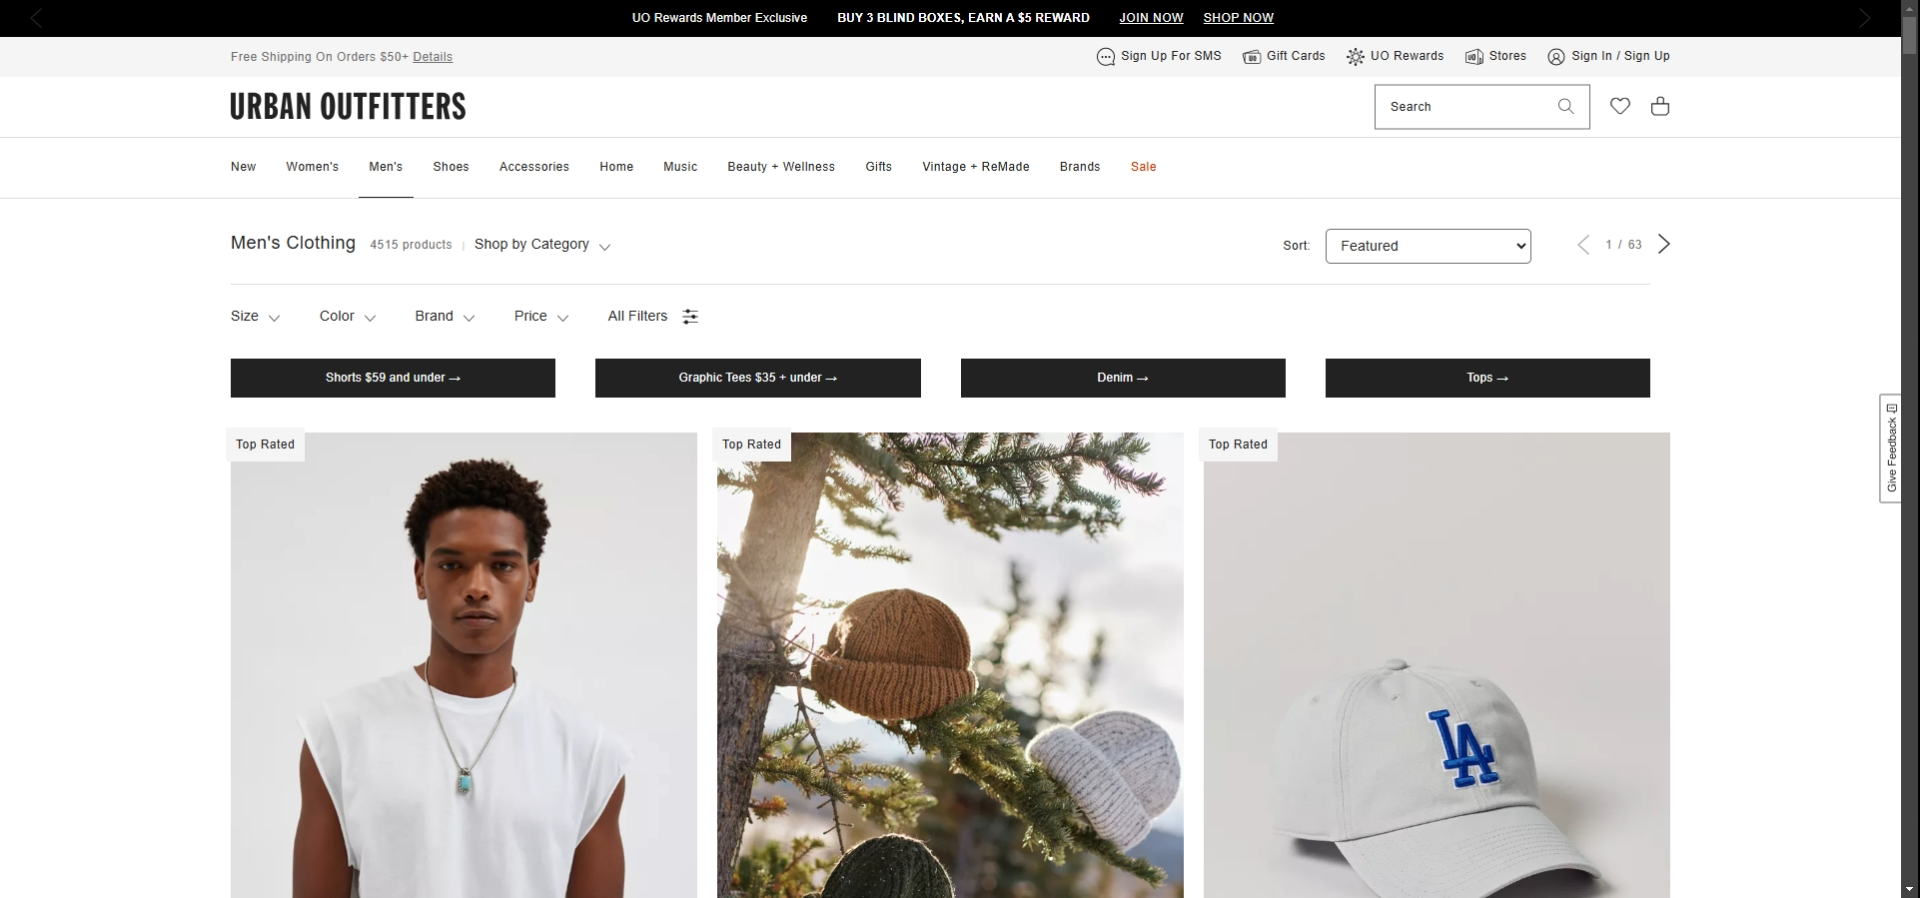 UO Rewards Member Exclusive BUY 3 BLIND BOXES, EARN A $5 REWARD JOIN NOW SHOP NOW
Free Shipping On Orders $50+ Details Sign Up For SMS Gift Cards UO Rewards Stores Sign In / Sign Up
URBAN OUTFITTERS Search
New Women's Men's Shoes Accessories Home Music Beauty + Wellness Gifts Vintage + ReMade Brands Sale
Men's Clothing 4515 products | Shop by Category Sort: Featured 1 / 63
Size Color Brand Price All Filters
Shorts $59 and under → Graphic Tees $35 + under → Denim → Tops →
Give Feedback
Top Rated Top Rated Top Rated
LA